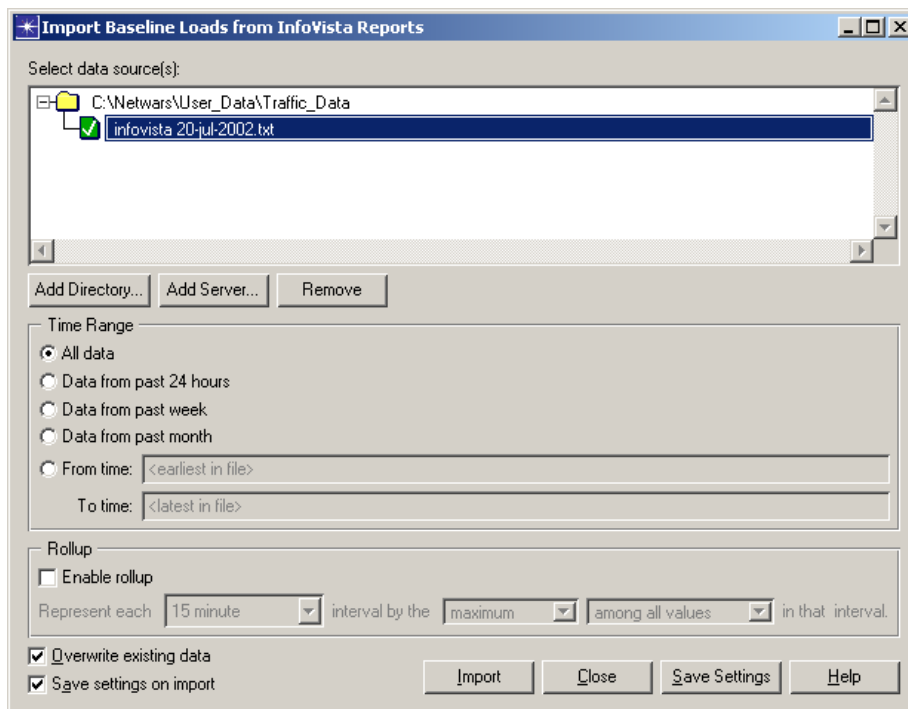 Import Baseline Loads from InfoVista Reports
Select data source(s):
C:\Netwars\User_Data\Traffic_Data
infovista 20-jul-2002.txt
Add Directory... Add Server... Remove
Time Range
All data
Data from past 24 hours
Data from past week
Data from past month
From time: <earliest in file>
To time: <latest in file>
Rollup
Enable rollup
Represent each 15 minute interval by the maximum among all values in that interval.
Overwrite existing data
Save settings on import
Import Close Save Settings Help